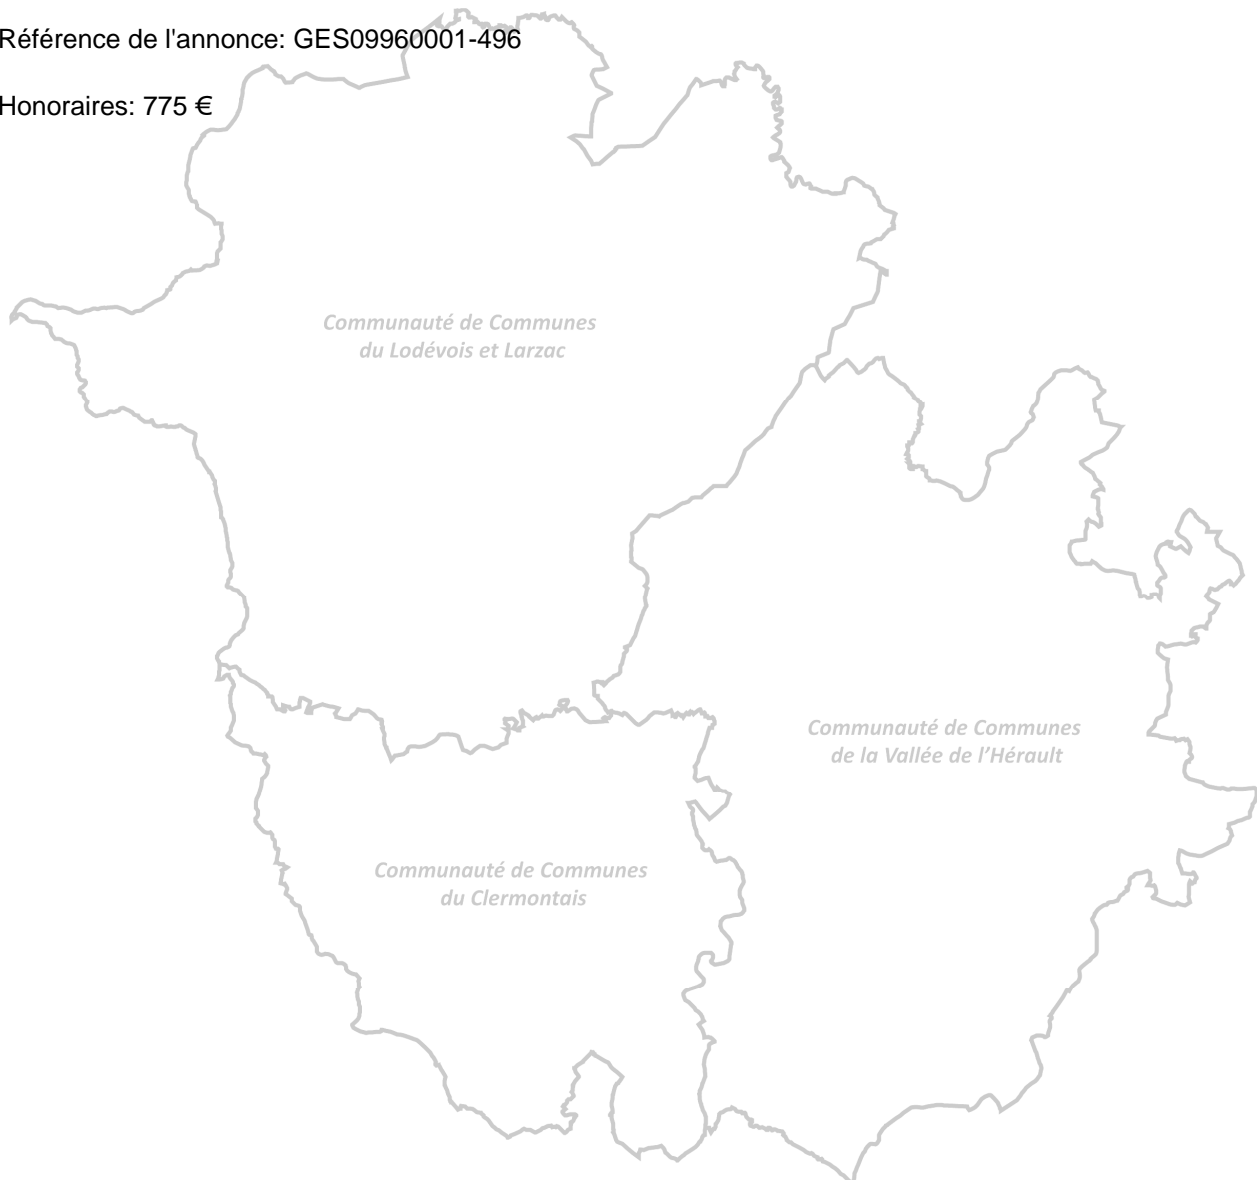 Référence de l'annonce: GES09960001-496
Honoraires: 775 €
Communauté de Communes
du Lodévois et Larzac
Communauté de Communes
de la Vallée de l’Hérault
Communauté de Communes
du Clermontais